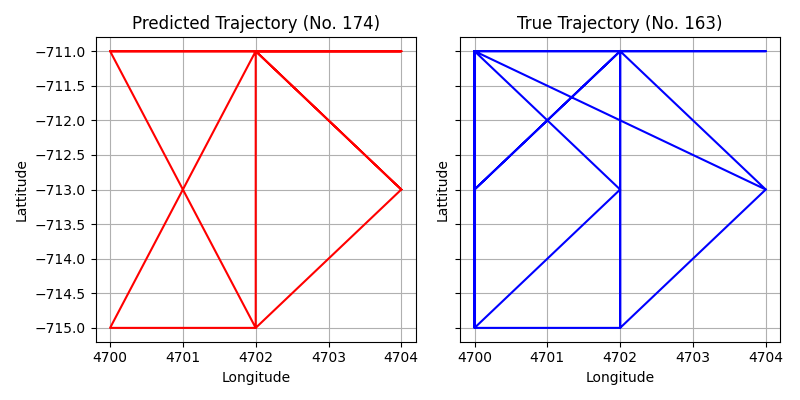 Predicted Trajectory (No. 174)
Lattitude
−711.0
−711.5
−712.0
−712.5
−713.0
−713.5
−714.0
−714.5
−715.0
4700 4701 4702 4703 4704
Longitude
True Trajectory (No. 163)
Lattitude
4700 4701 4702 4703 4704
Longitude